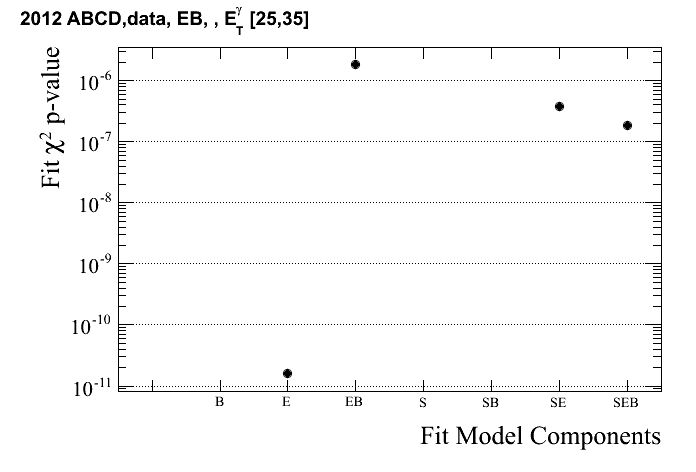 2012 ABCD,data, EB, , E_T^γ [25,35]
Fit χ² p-value
10⁻⁶
10⁻⁷
10⁻⁸
10⁻⁹
10⁻¹⁰
10⁻¹¹
B E EB S SB SE SEB
Fit Model Components